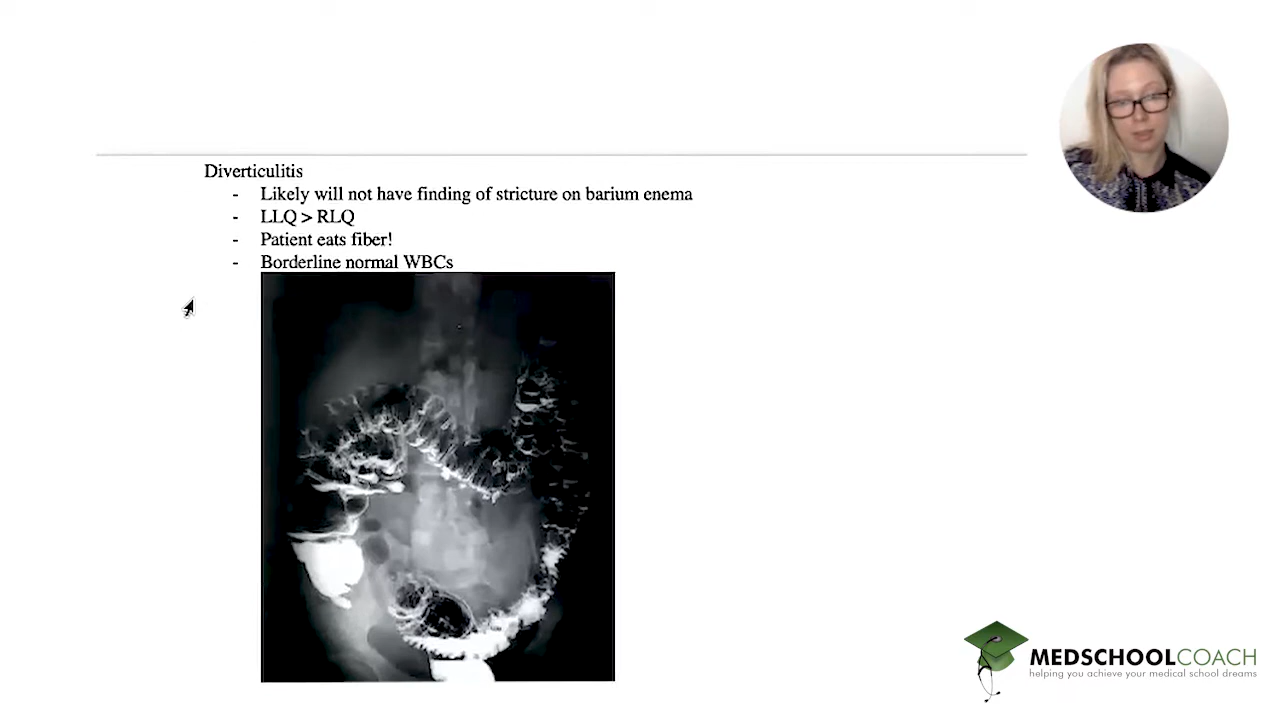 Diverticulitis
- Likely will not have finding of stricture on barium enema
- LLQ > RLQ
- Patient eats fiber!
- Borderline normal WBCs
MEDSCHOOLCOACH
helping you achieve your medical school dreams